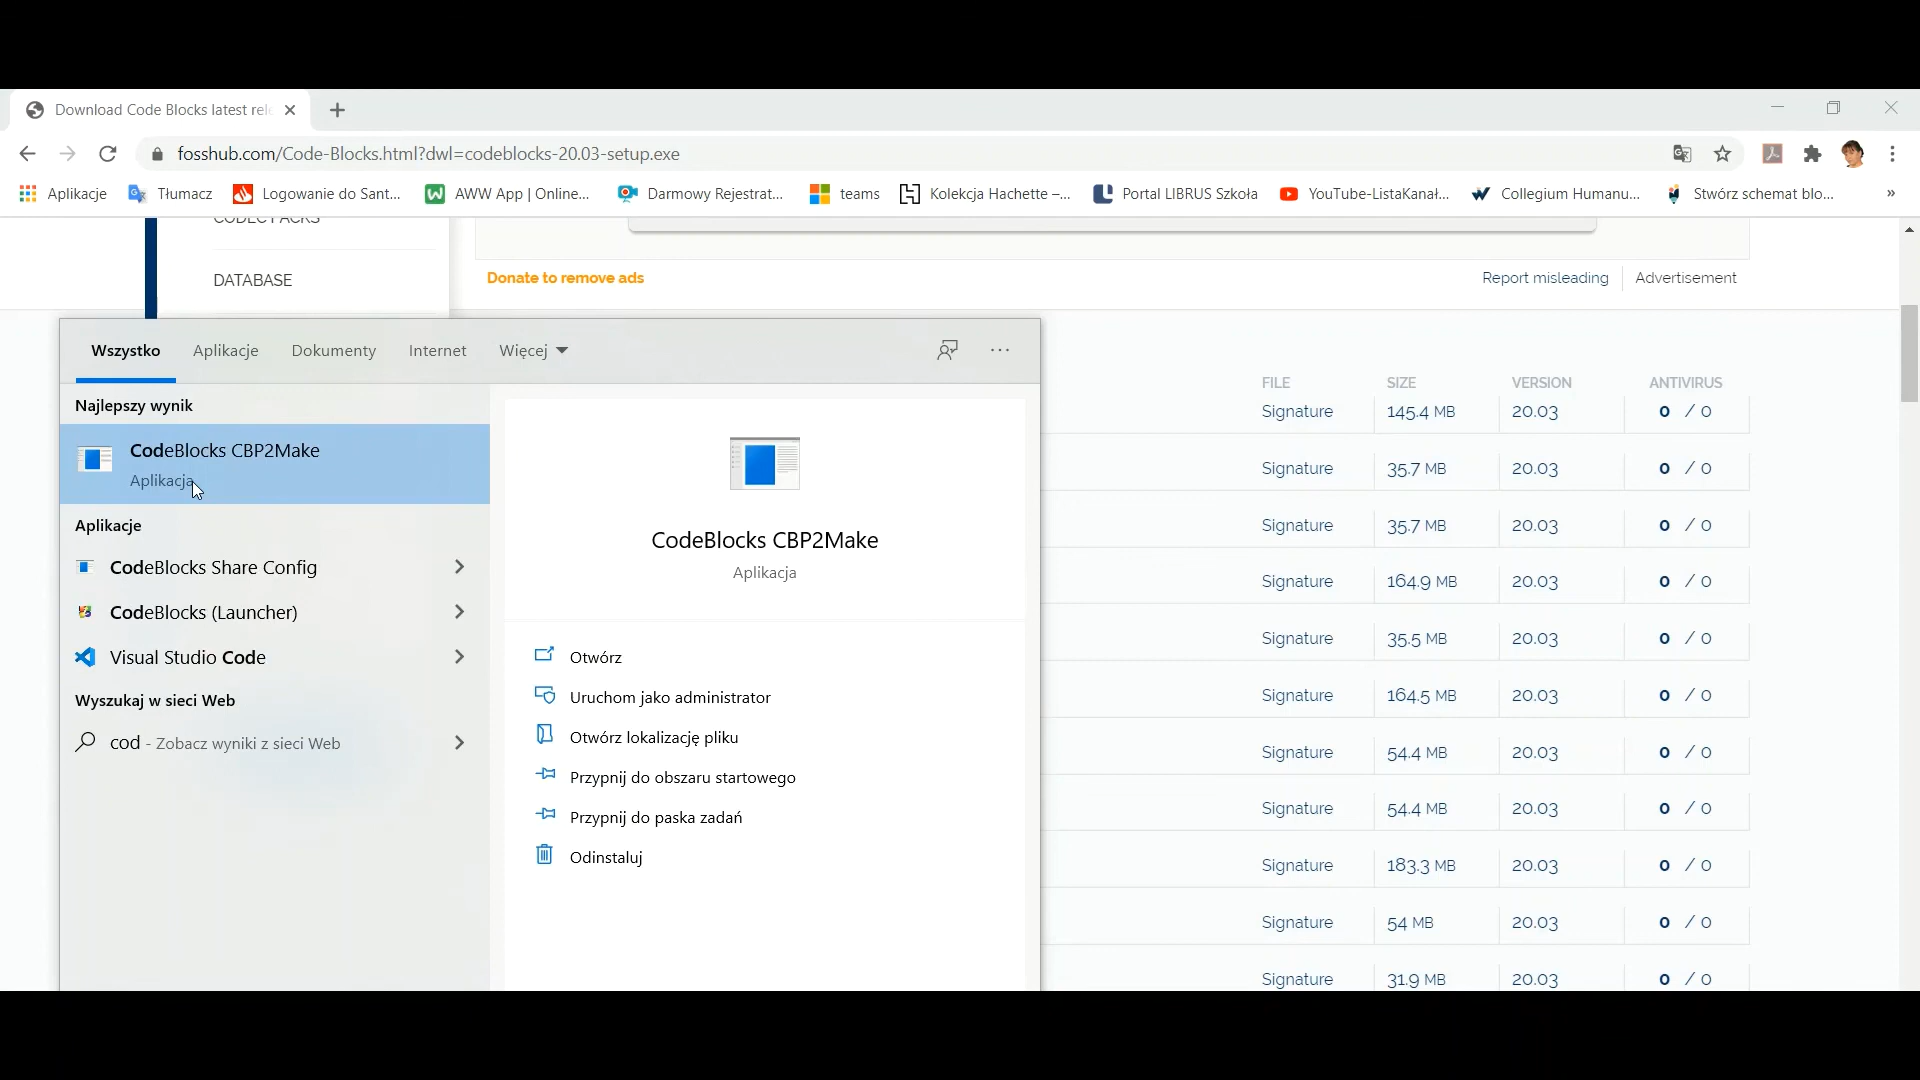 Download Code Blocks latest rel
fosshub.com/Code-Blocks.html?dwl=codeblocks-20.03-setup.exe
Aplikacje
Tłumacz
Logowanie do Sant...
AWW App | Online...
Darmowy Rejestrat...
teams
Kolekcja Hachette –...
Portal LIBRUS Szkoła
YouTube-ListaKanał...
Collegium Humanu...
Stwórz schemat blo...
»
CODEC PACKS
DATABASE
Donate to remove ads
Report misleading
Advertisement
Wszystko
Aplikacje
Dokumenty
Internet
Więcej
Najlepszy wynik
CodeBlocks CBP2Make
Aplikacja
Aplikacje
CodeBlocks Share Config
CodeBlocks (Launcher)
Visual Studio Code
Wyszukaj w sieci Web
cod - Zobacz wyniki z sieci Web
CodeBlocks CBP2Make
Aplikacja
Otwórz
Uruchom jako administrator
Otwórz lokalizację pliku
Przypnij do obszaru startowego
Przypnij do paska zadań
Odinstaluj
FILE SIZE VERSION ANTIVIRUS
Signature 145.4 MB 20.03 0 / 0
Signature 35.7 MB 20.03 0 / 0
Signature 35.7 MB 20.03 0 / 0
Signature 164.9 MB 20.03 0 / 0
Signature 35.5 MB 20.03 0 / 0
Signature 164.5 MB 20.03 0 / 0
Signature 54.4 MB 20.03 0 / 0
Signature 54.4 MB 20.03 0 / 0
Signature 183.3 MB 20.03 0 / 0
Signature 54 MB 20.03 0 / 0
Signature 31.9 MB 20.03 0 / 0